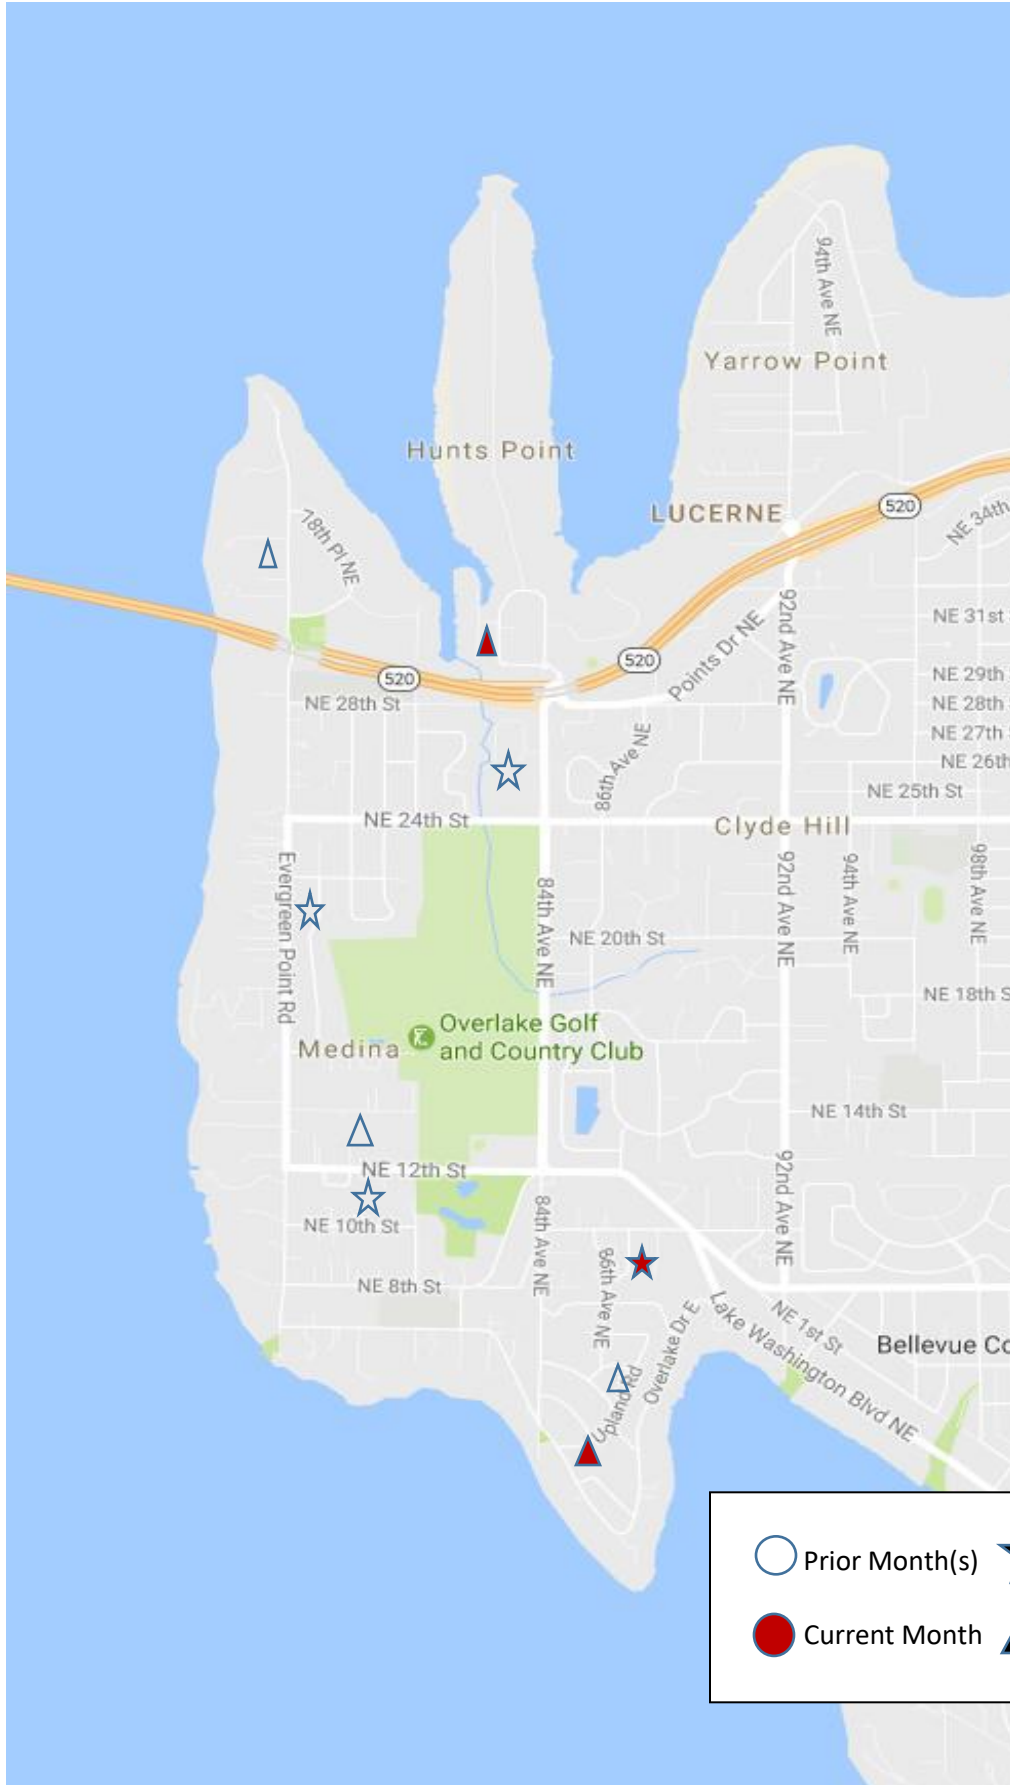 94th Ave NE
Yarrow Point
Hunts Point
LUCERNE
520
NE 34th
18th Pl NE
92nd Ave NE
NE 31st
Points Dr NE
520
520
NE 29th
NE 28th St
NE 28th
NE 27th
86th Ave NE
NE 26th
NE 25th St
NE 24th St
Clyde Hill
Evergreen Point Rd
84th Ave NE
92nd Ave NE
94th Ave NE
98th Ave NE
NE 20th St
NE 18th S
Overlake Golf
and Country Club
Medina
NE 14th St
NE 12th St
92nd Ave NE
84th Ave NE
NE 10th St
86th Ave NE
NE 8th St
Overlake Dr E
Lake Washington Blvd NE
NE 1st St
Bellevue Co
Upland Rd
Prior Month(s)
Current Month